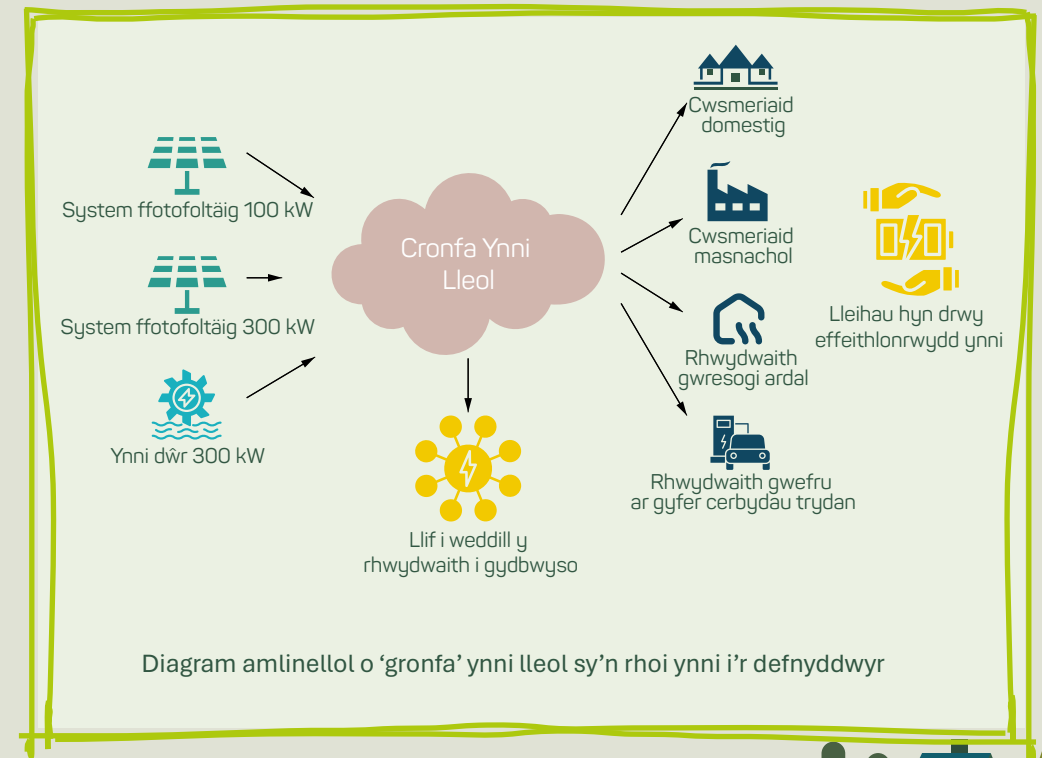 System ffotofoltäig 100 kW
System ffotofoltäig 300 kW
Ynni dŵr 300 kW
Cronfa Ynni
Lleol
Llif i weddill y
rhwydwaith i gydbwyso
Cwsmeriaid
domestig
Cwsmeriaid
masnachol
Rhwydwaith
gwresogi ardal
Rhwydwaith gwefru
ar gyfer cerbydau trydan
Lleihau hyn drwy
effeithlonrwydd ynni
Diagram amlinellol o ‘gronfa’ ynni lleol sy’n rhoi ynni i’r defnyddwyr